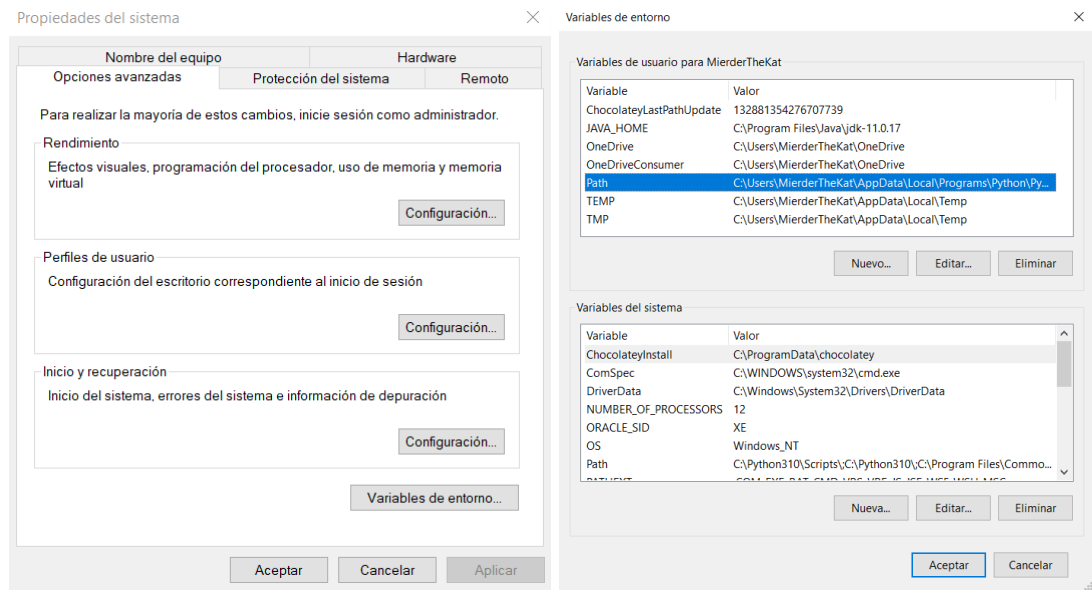 Propiedades del sistema
Nombre del equipo
Hardware
Opciones avanzadas
Protección del sistema
Remoto
Para realizar la mayoría de estos cambios, inicie sesión como administrador.
Rendimiento
Efectos visuales, programación del procesador, uso de memoria y memoria
virtual
Configuración...
Perfiles de usuario
Configuración del escritorio correspondiente al inicio de sesión
Configuración...
Inicio y recuperación
Inicio del sistema, errores del sistema e información de depuración
Configuración...
Variables de entorno...
Aceptar Cancelar Aplicar
Variables de entorno
Variables de usuario para MierderTheKat
Variable Valor
ChocolateyLastPathUpdate 132881354276707739
JAVA_HOME C:\Program Files\Java\jdk-11.0.17
OneDrive C:\Users\MierderTheKat\OneDrive
OneDriveConsumer C:\Users\MierderTheKat\OneDrive
Path C:\Users\MierderTheKat\AppData\Local\Programs\Python\Py...
TEMP C:\Users\MierderTheKat\AppData\Local\Temp
TMP C:\Users\MierderTheKat\AppData\Local\Temp
Nuevo... Editar... Eliminar
Variables del sistema
Variable Valor
ChocolateyInstall C:\ProgramData\chocolatey
ComSpec C:\WINDOWS\system32\cmd.exe
DriverData C:\Windows\System32\Drivers\DriverData
NUMBER_OF_PROCESSORS 12
ORACLE_SID XE
OS Windows_NT
Path C:\Python310\Scripts\;C:\Python310\;C:\Program Files\Commo...
Nueva... Editar... Eliminar
Aceptar Cancelar